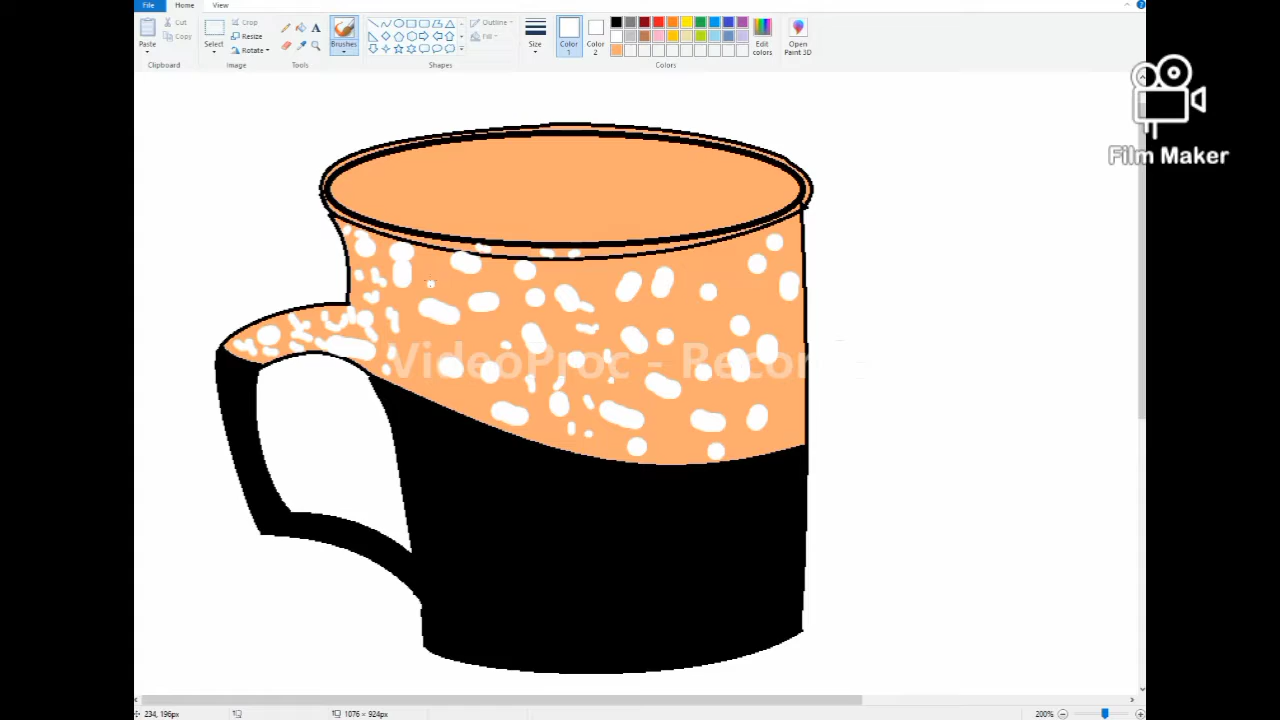 File Home View
Cut
Copy
Paste
Clipboard
Select
Crop
Resize
Rotate
Image
Tools
Brushes
Shapes
Outline
Fill
Size
Color
1
Color
2
Edit
colors
Colors
Open
Paint 3D
Film Maker
VideoProc - Recor
234, 196px
1076 × 924px
200%